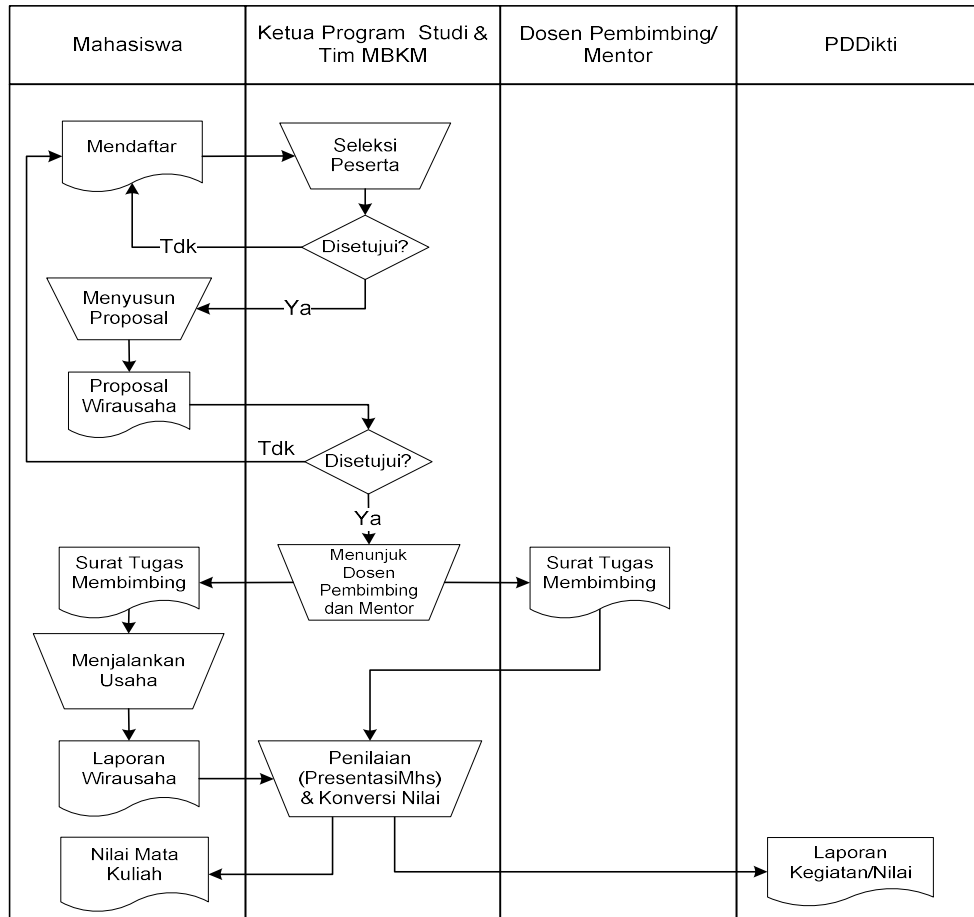 Mahasiswa
Ketua Program Studi &
Tim MBKM
Dosen Pembimbing/
Mentor
PDDikti
Mendaftar
Seleksi
Peserta
Disetujui?
Tdk
Ya
Menyusun
Proposal
Proposal
Wirausaha
Disetujui?
Tdk
Ya
Surat Tugas
Membimbing
Menunjuk
Dosen
Pembimbing
dan Mentor
Surat Tugas
Membimbing
Menjalankan
Usaha
Laporan
Wirausaha
Penilaian
(PresentasiMhs)
& Konversi Nilai
Nilai Mata
Kuliah
Laporan
Kegiatan/Nilai